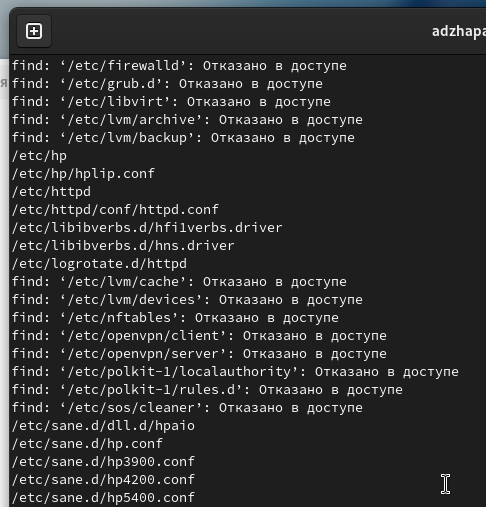 adzhapa
я
find: ‘/etc/firewalld’: Отказано в доступе
find: ‘/etc/grub.d’: Отказано в доступе
find: ‘/etc/libvirt’: Отказано в доступе
find: ‘/etc/lvm/archive’: Отказано в доступе
find: ‘/etc/lvm/backup’: Отказано в доступе
/etc/hp
/etc/hp/hplip.conf
/etc/httpd
/etc/httpd/conf/httpd.conf
/etc/libibverbs.d/hfi1verbs.driver
/etc/libibverbs.d/hns.driver
/etc/logrotate.d/httpd
find: ‘/etc/lvm/cache’: Отказано в доступе
find: ‘/etc/lvm/devices’: Отказано в доступе
find: ‘/etc/nftables’: Отказано в доступе
find: ‘/etc/openvpn/client’: Отказано в доступе
find: ‘/etc/openvpn/server’: Отказано в доступе
find: ‘/etc/polkit-1/localauthority’: Отказано в доступе
find: ‘/etc/polkit-1/rules.d’: Отказано в доступе
find: ‘/etc/sos/cleaner’: Отказано в доступе
/etc/sane.d/dll.d/hpaio
/etc/sane.d/hp.conf
/etc/sane.d/hp3900.conf
/etc/sane.d/hp4200.conf
/etc/sane.d/hp5400.conf